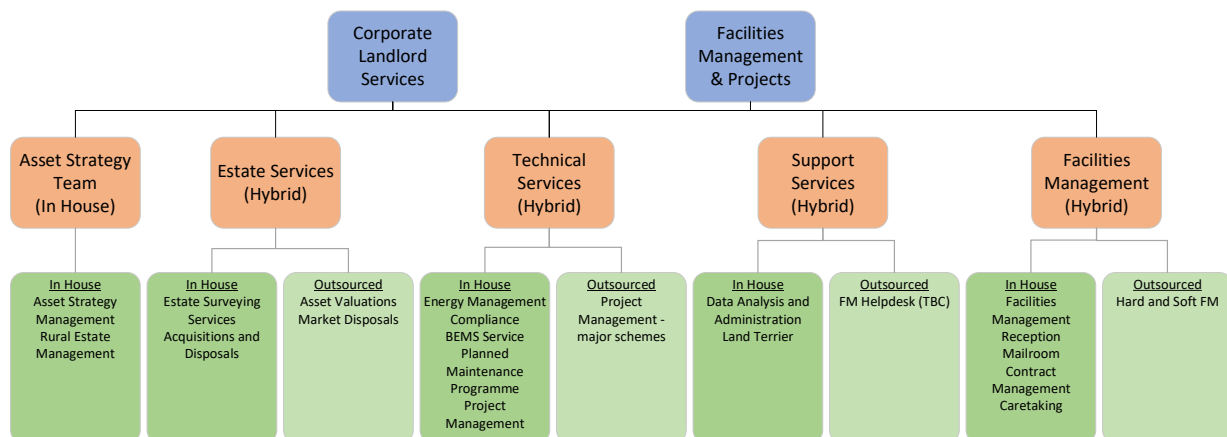 Corporate
Landlord
Services
Facilities
Management
& Projects
Asset Strategy
Team
(In House)
Estate Services
(Hybrid)
Technical
Services
(Hybrid)
Support
Services
(Hybrid)
Facilities
Management
(Hybrid)
In House
Asset Strategy
Management
Rural Estate
Management
In House
Estate Surveying
Services
Acquisitions and
Disposals
Outsourced
Asset Valuations
Market Disposals
In House
Energy Management
Compliance
BEMS Service
Planned
Maintenance
Programme
Project
Management
Outsourced
Project
Management -
major schemes
In House
Data Analysis and
Administration
Land Terrier
Outsourced
FM Helpdesk (TBC)
In House
Facilities
Management
Reception
Mailroom
Contract
Management
Caretaking
Outsourced
Hard and Soft FM